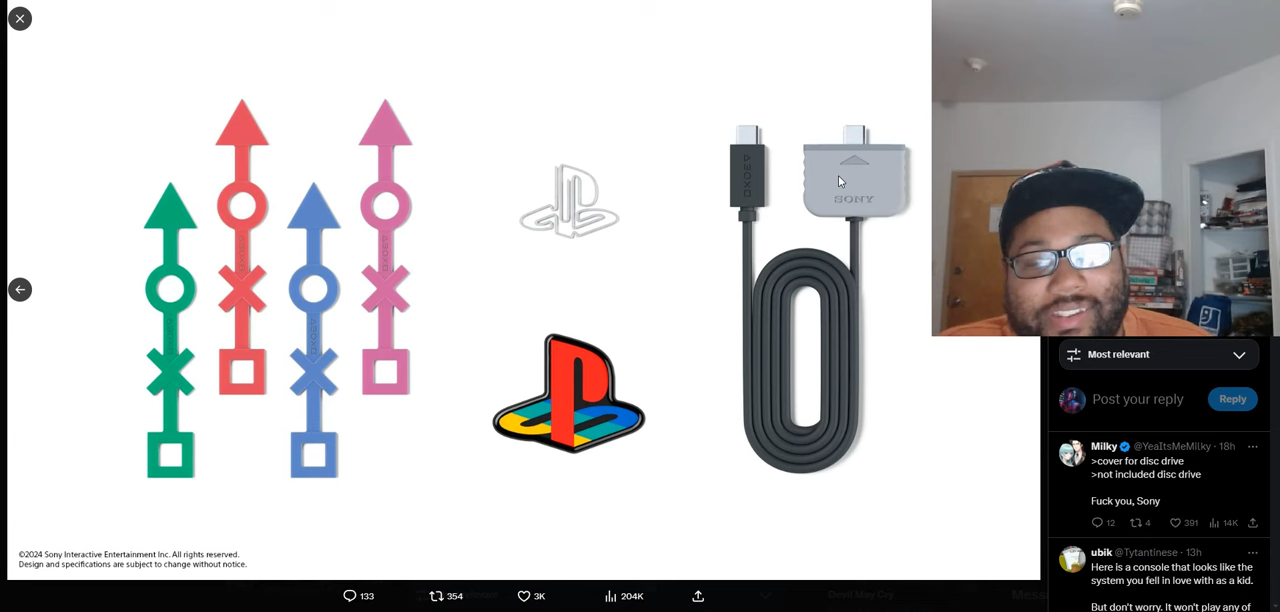 SONY
©2024 Sony Interactive Entertainment Inc. All rights reserved.
Design and specifications are subject to change without notice.
133
354
3K
204K
Most relevant
Post your reply
Reply
Milky @YeaItsMeMilky · 18h
>cover for disc drive
>not included disc drive
Fuck you, Sony
12
4
391
14K
ubik @Tytantinese · 13h
Here is a console that looks like the
system you fell in love with as a kid.
But don't worry. It won't play any of